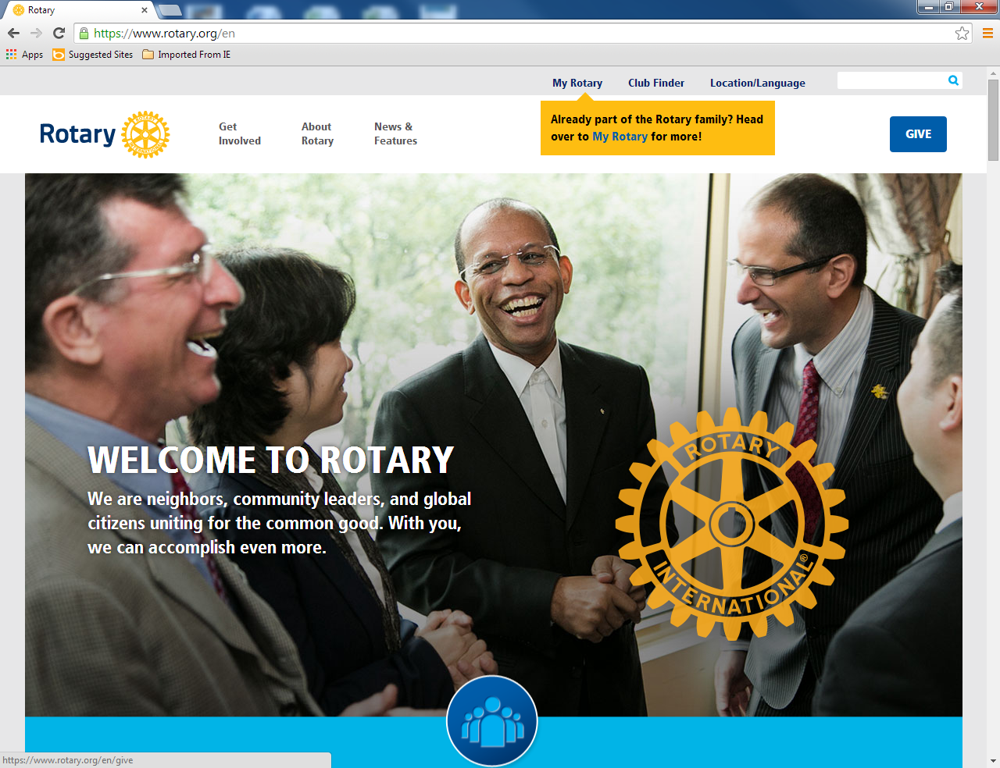 Rotary
https://www.rotary.org/en
Apps
Suggested Sites
Imported From IE
My Rotary
Club Finder
Location/Language
Rotary
ROTARY
INTERNATIONAL
Get
Involved
About
Rotary
News &
Features
Already part of the Rotary family? Head
over to My Rotary for more!
GIVE
WELCOME TO ROTARY
We are neighbors, community leaders, and global
citizens uniting for the common good. With you,
we can accomplish even more.
ROTARY
INTERNATIONAL®
https://www.rotary.org/en/give